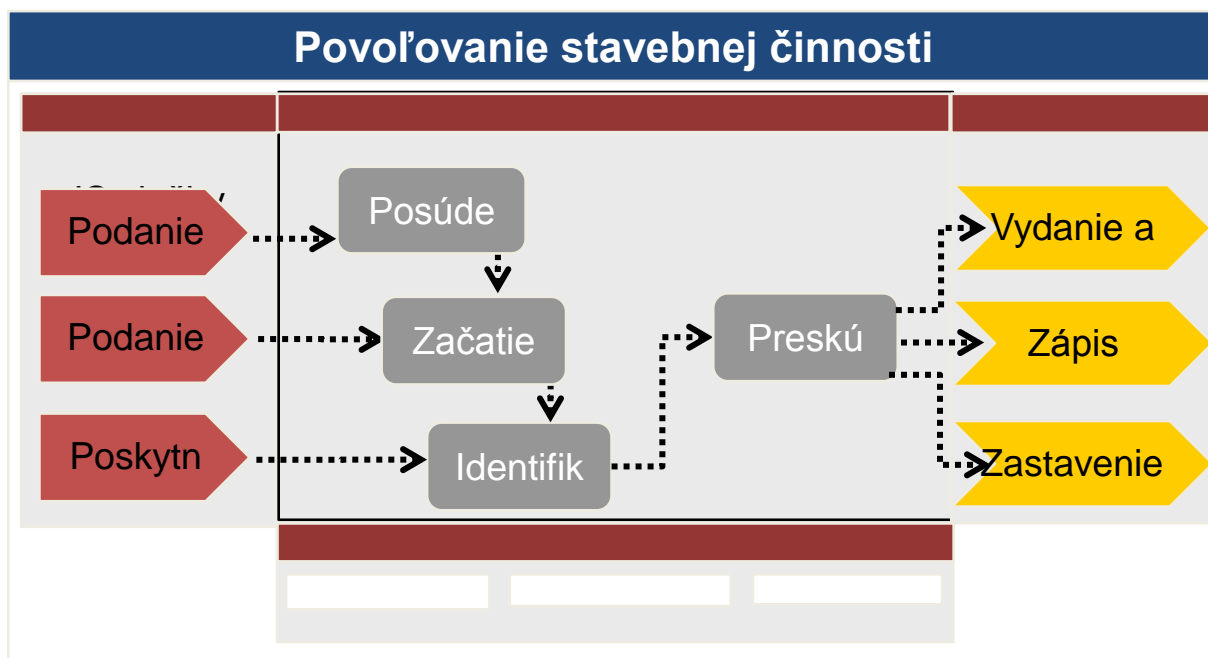 Povoľovanie stavebnej činnosti
Podanie
Posúde
Vydanie a
Podanie
Začatie
Preskú
Zápis
Poskytn
Identifik
Zastavenie